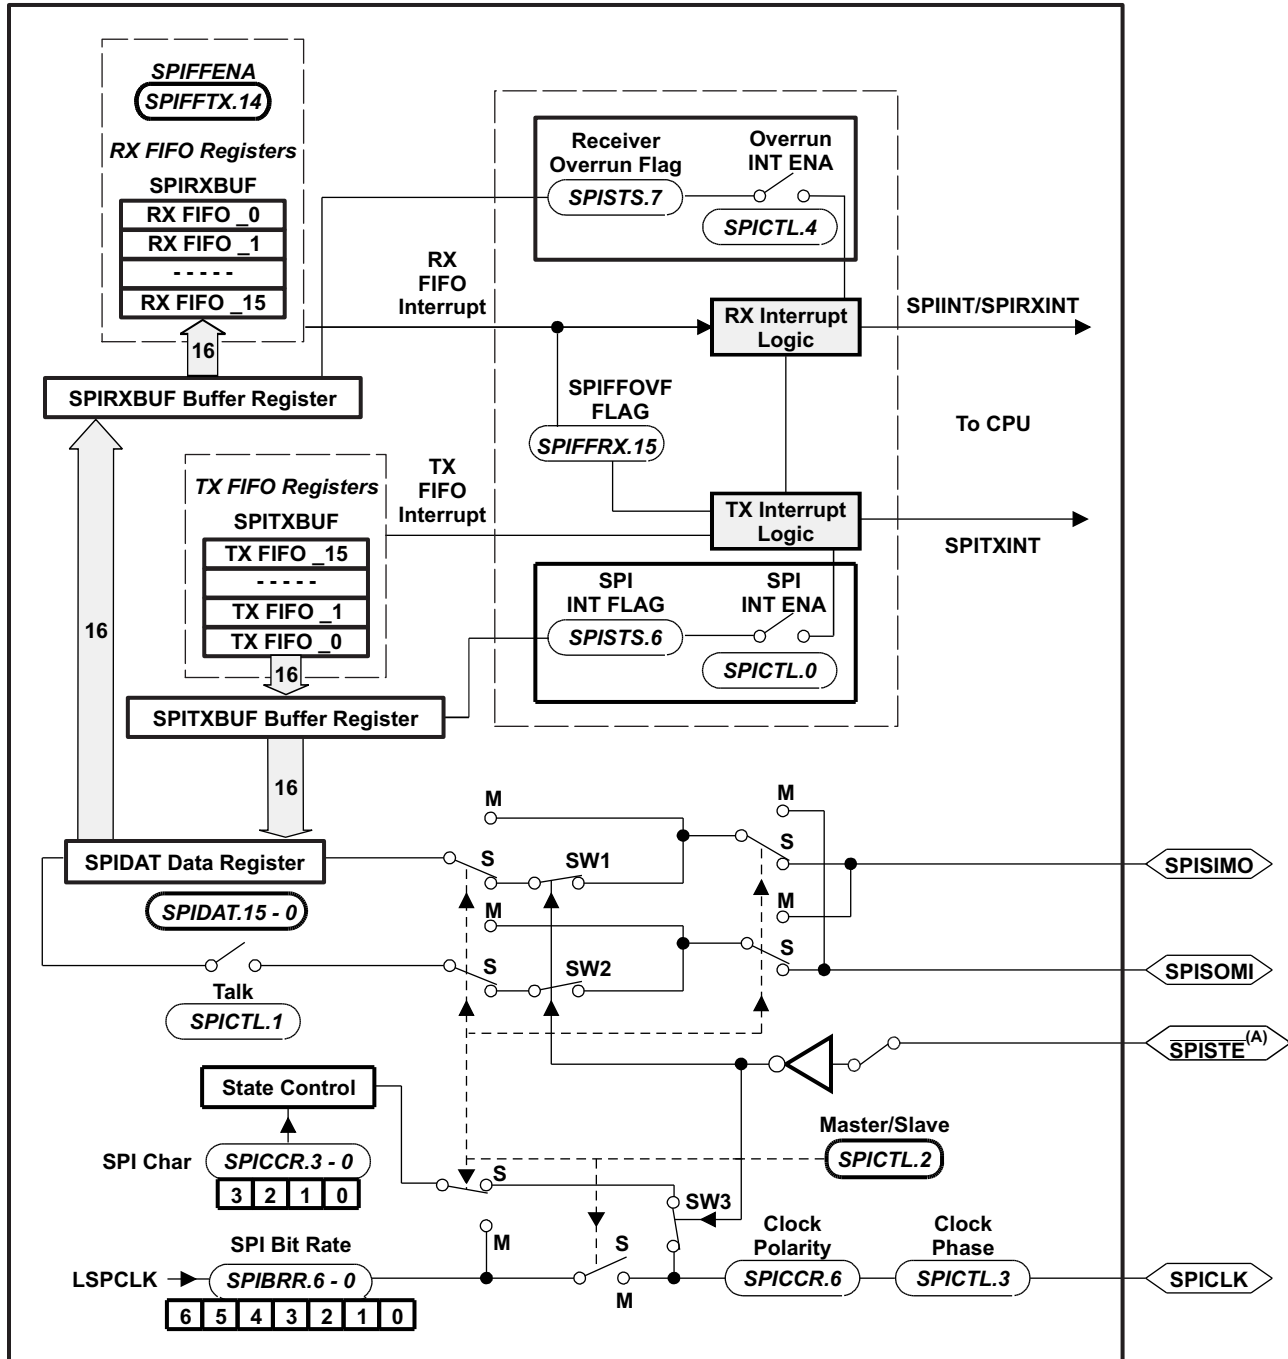 SPIFFENA
SPIFFTX.14
RX FIFO Registers
SPIRXBUF
RX FIFO _0
RX FIFO _1
- - - - -
RX FIFO _15
16
SPIRXBUF Buffer Register
Receiver
Overrun Flag
SPISTS.7
Overrun
INT ENA
SPICTL.4
RX
FIFO
Interrupt
RX Interrupt
Logic
SPIINT/SPIRXINT
SPIFFOVF
FLAG
SPIFFRX.15
To CPU
TX FIFO Registers
SPITXBUF
TX FIFO _15
- - - - -
TX FIFO _1
TX FIFO _0
16
TX
FIFO
Interrupt
TX Interrupt
Logic
SPITXINT
SPI
INT FLAG
SPISTS.6
SPI
INT ENA
SPICTL.0
16
SPITXBUF Buffer Register
16
SPIDAT Data Register
SPIDAT.15 - 0
M
S
SW1
M
S
SPISIMO
M
S
SW2
M
S
SPISOMI
Talk
SPICTL.1
SPISTE(A)
State Control
Master/Slave
SPICTL.2
SPI Char
SPICCR.3 - 0
3 2 1 0
S
M
SW3
S
M
SPI Bit Rate
LSPCLK
SPIBRR.6 - 0
6 5 4 3 2 1 0
Clock
Polarity
SPICCR.6
Clock
Phase
SPICTL.3
SPICLK